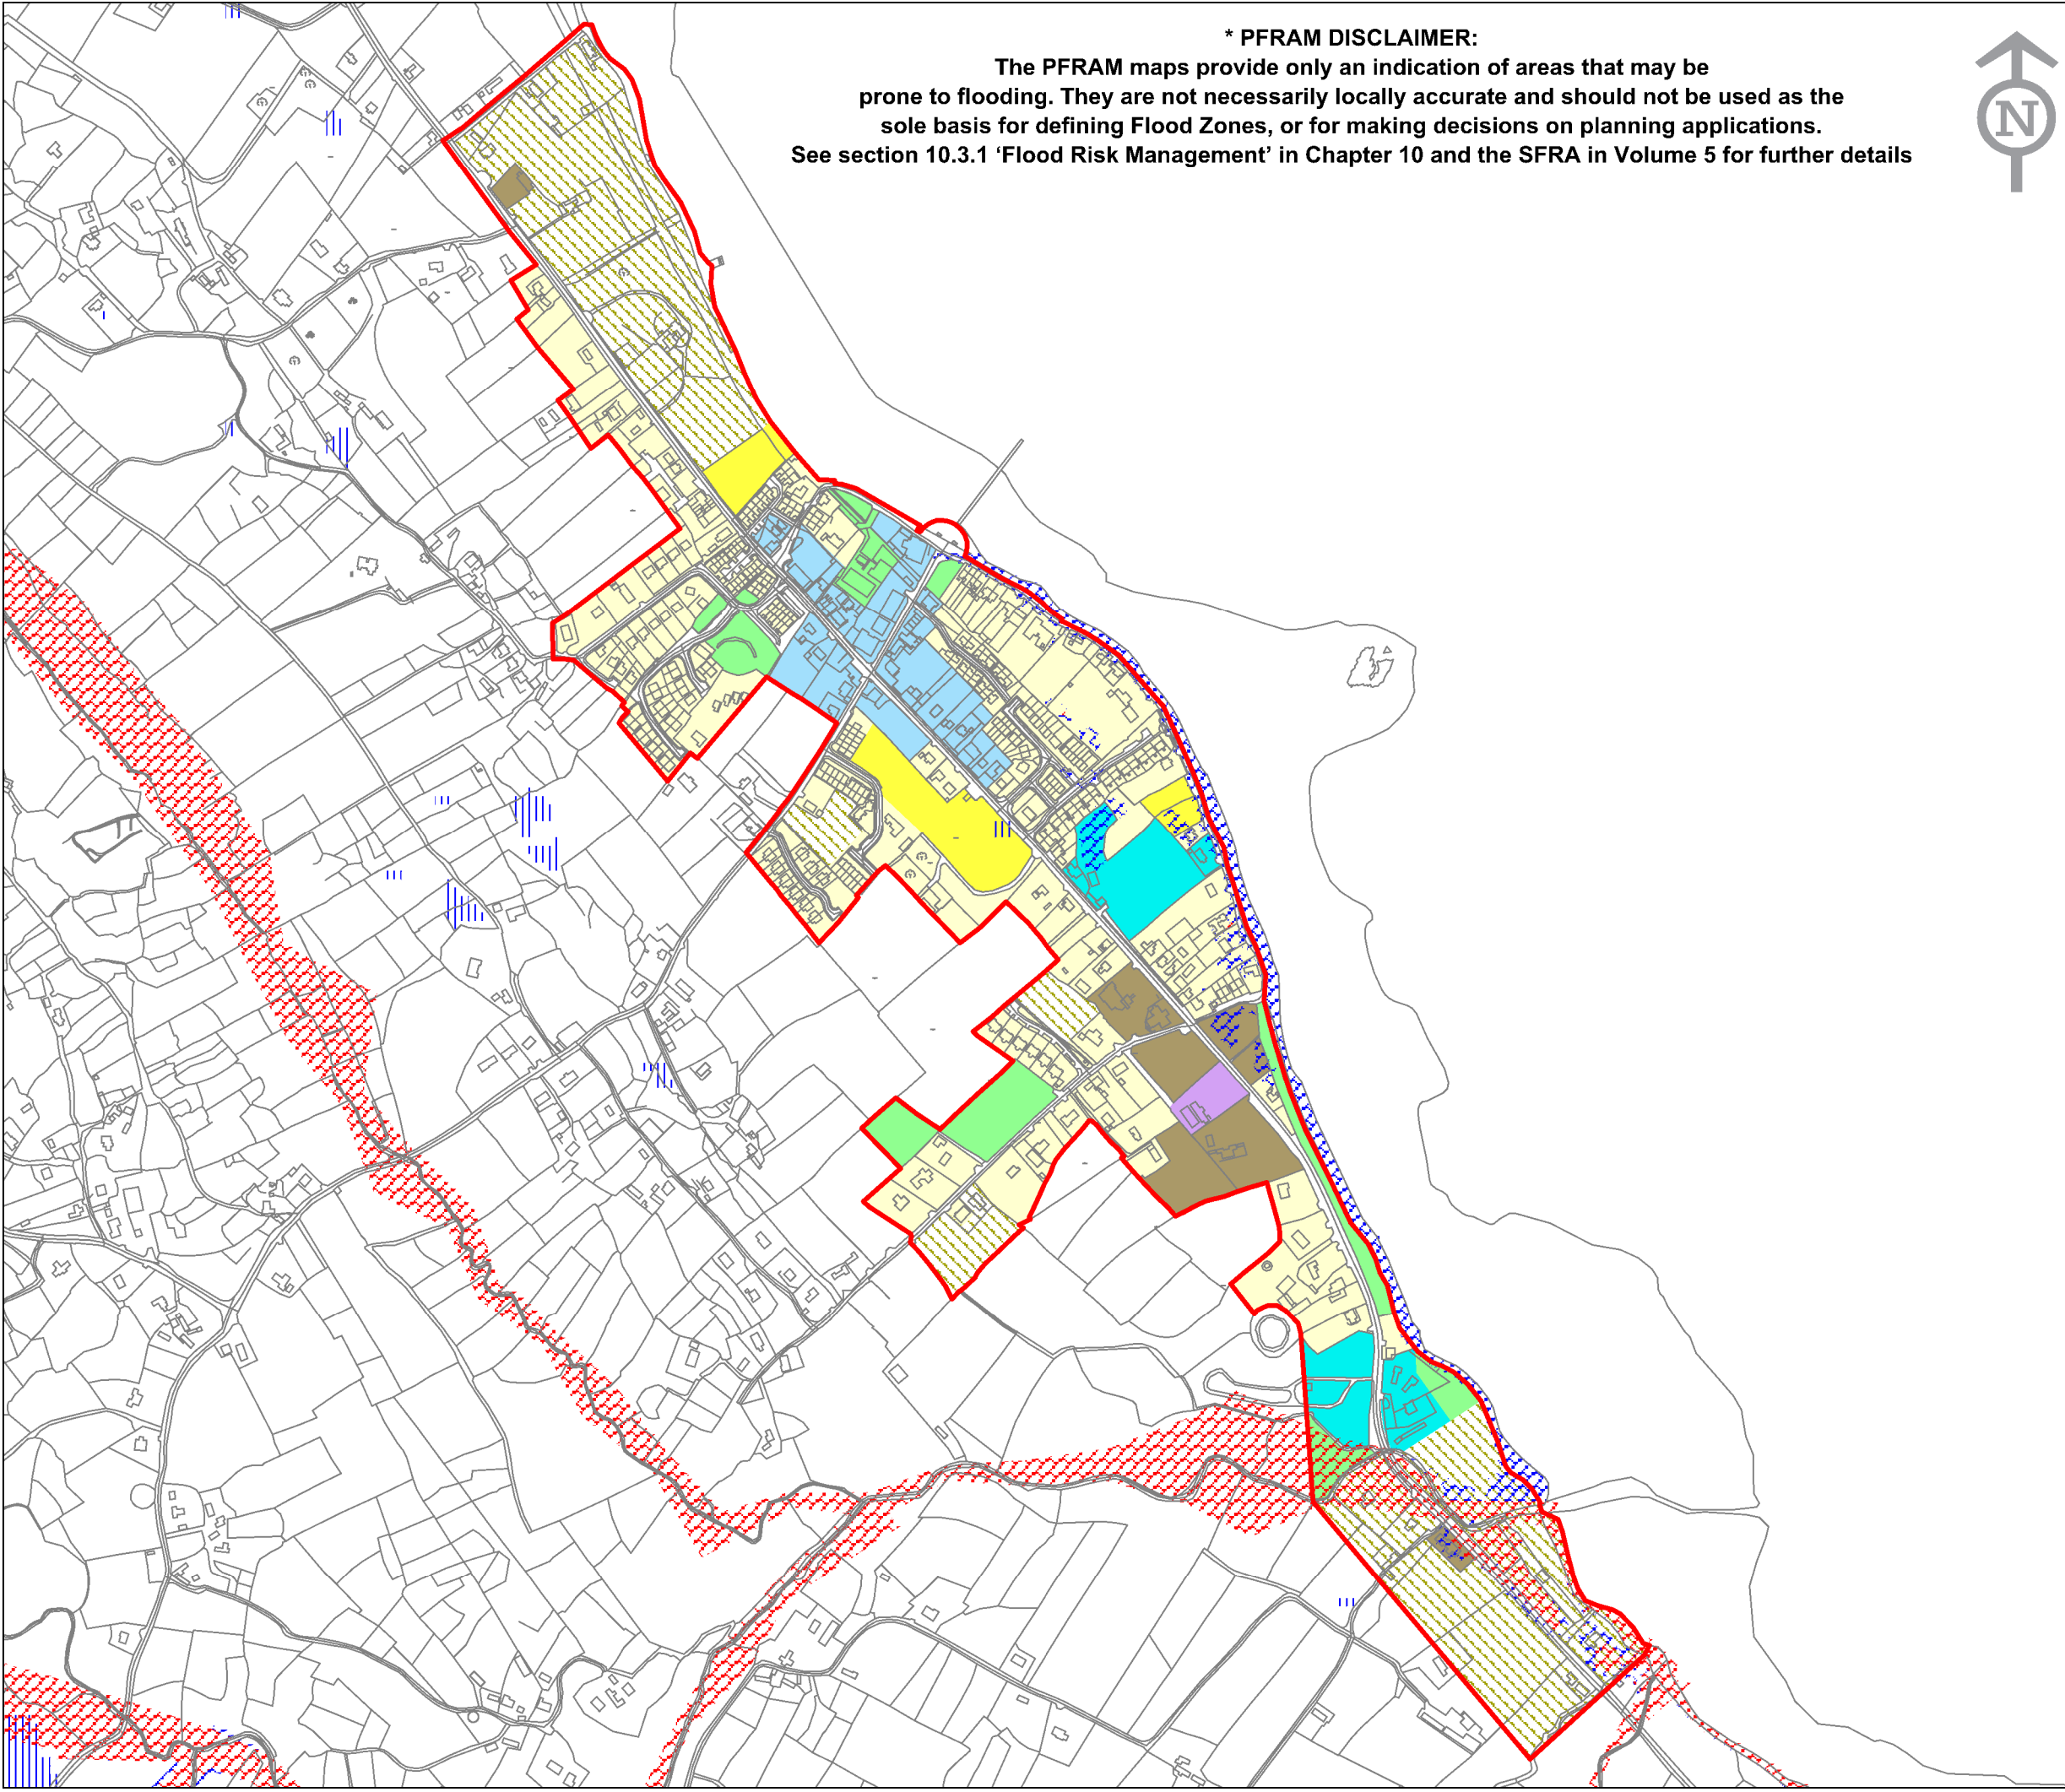 * PFRAM DISCLAIMER:
The PFRAM maps provide only an indication of areas that may be
prone to flooding. They are not necessarily locally accurate and should not be used as the
sole basis for defining Flood Zones, or for making decisions on planning applications.
See section 10.3.1 ‘Flood Risk Management’ in Chapter 10 and the SFRA in Volume 5 for further details
N